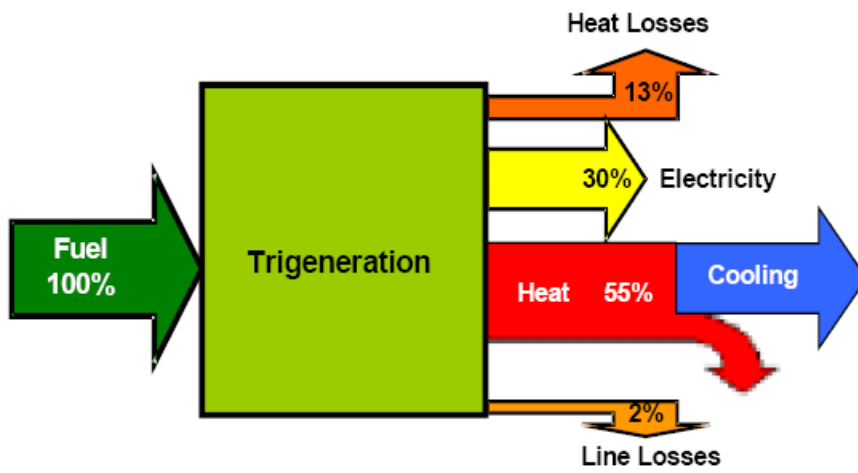 Heat Losses
13%
30% Electricity
Fuel
100%
Trigeneration
Heat 55%
Cooling
2%
Line Losses